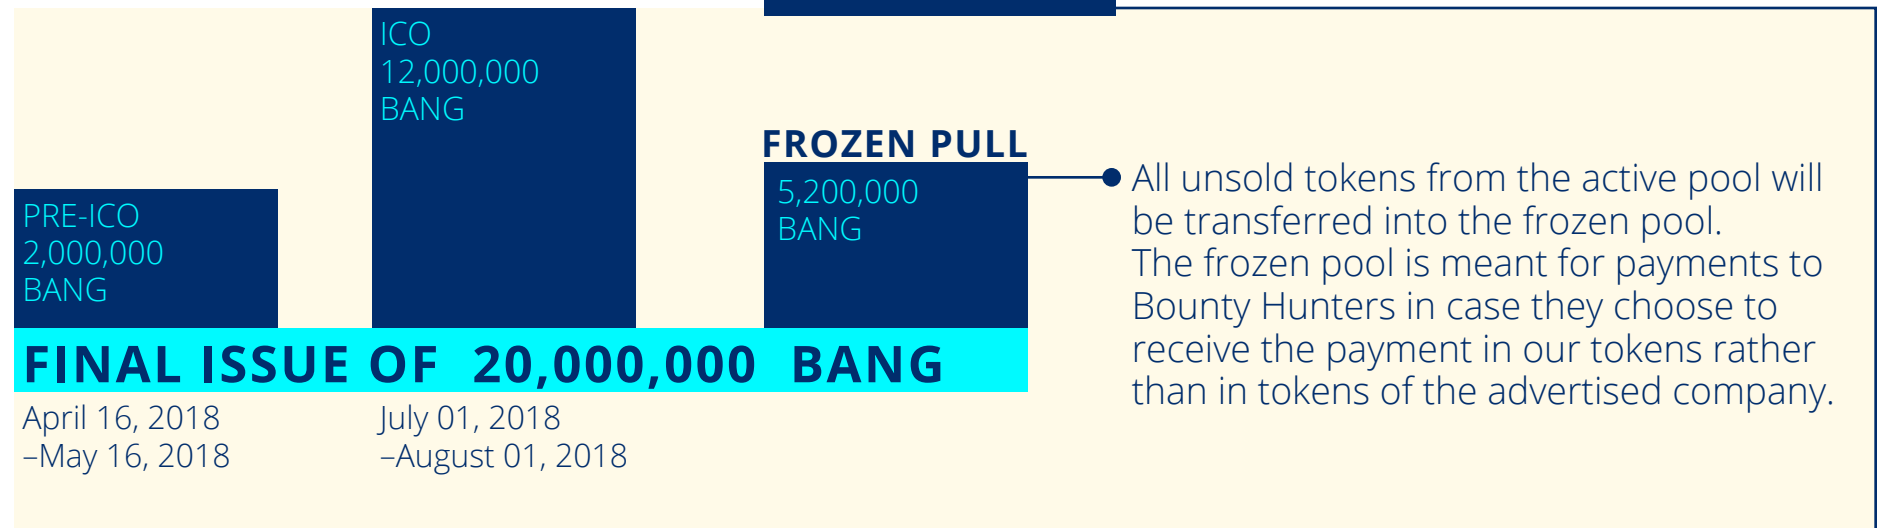 ICO
12,000,000
BANG
PRE-ICO
2,000,000
BANG
FROZEN PULL
5,200,000
BANG
All unsold tokens from the active pool will
be transferred into the frozen pool.
The frozen pool is meant for payments to
Bounty Hunters in case they choose to
receive the payment in our tokens rather
than in tokens of the advertised company.
FINAL ISSUE OF 20,000,000 BANG
April 16, 2018
–May 16, 2018
July 01, 2018
–August 01, 2018